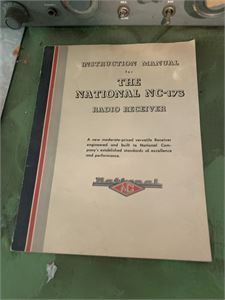 INSTRUCTION MANUAL
for
THE
NATIONAL NC-173
RADIO RECEIVER
A new moderate-priced versatile Receiver
engineered and built to National Com-
pany's established standards of excellence
and performance.
National
NC